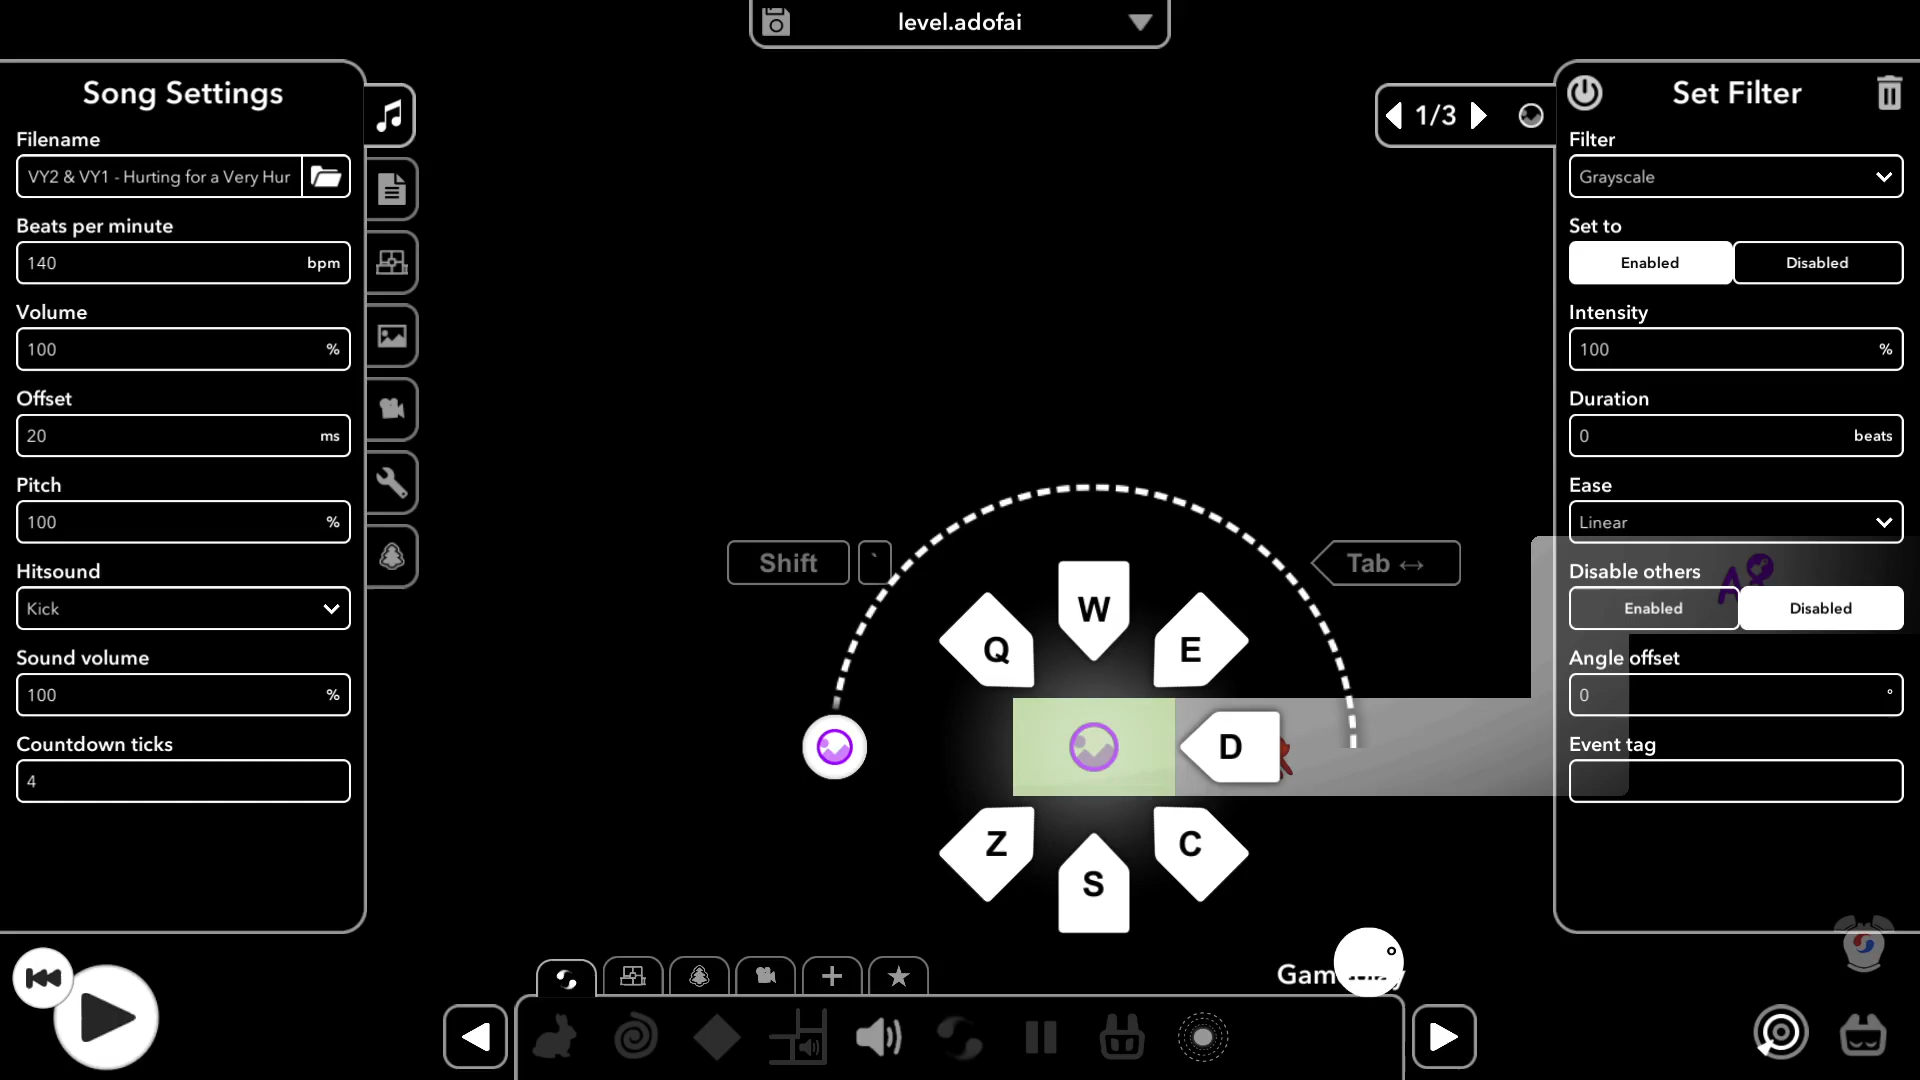 level.adofai
Song Settings
Filename
VY2 & VY1 - Hurting for a Very Hur
Beats per minute
140 bpm
Volume
100 %
Offset
20 ms
Pitch
100 %
Hitsound
Kick
Sound volume
100 %
Countdown ticks
4
Shift `
Tab ↔
Q
W
E
D
Z
S
C
1/3
Set Filter
Filter
Grayscale
Set to
Enabled Disabled
Intensity
100 %
Duration
0 beats
Ease
Linear
Disable others
Enabled Disabled
Angle offset
0 °
Event tag